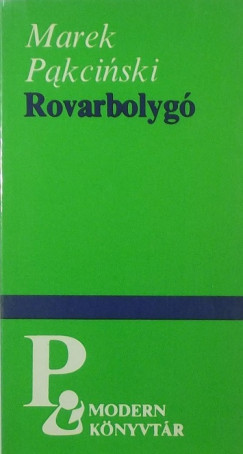 Marek
Pąkciński
Rovarbolygó
P.
MODERN
KÖNYVTÁR